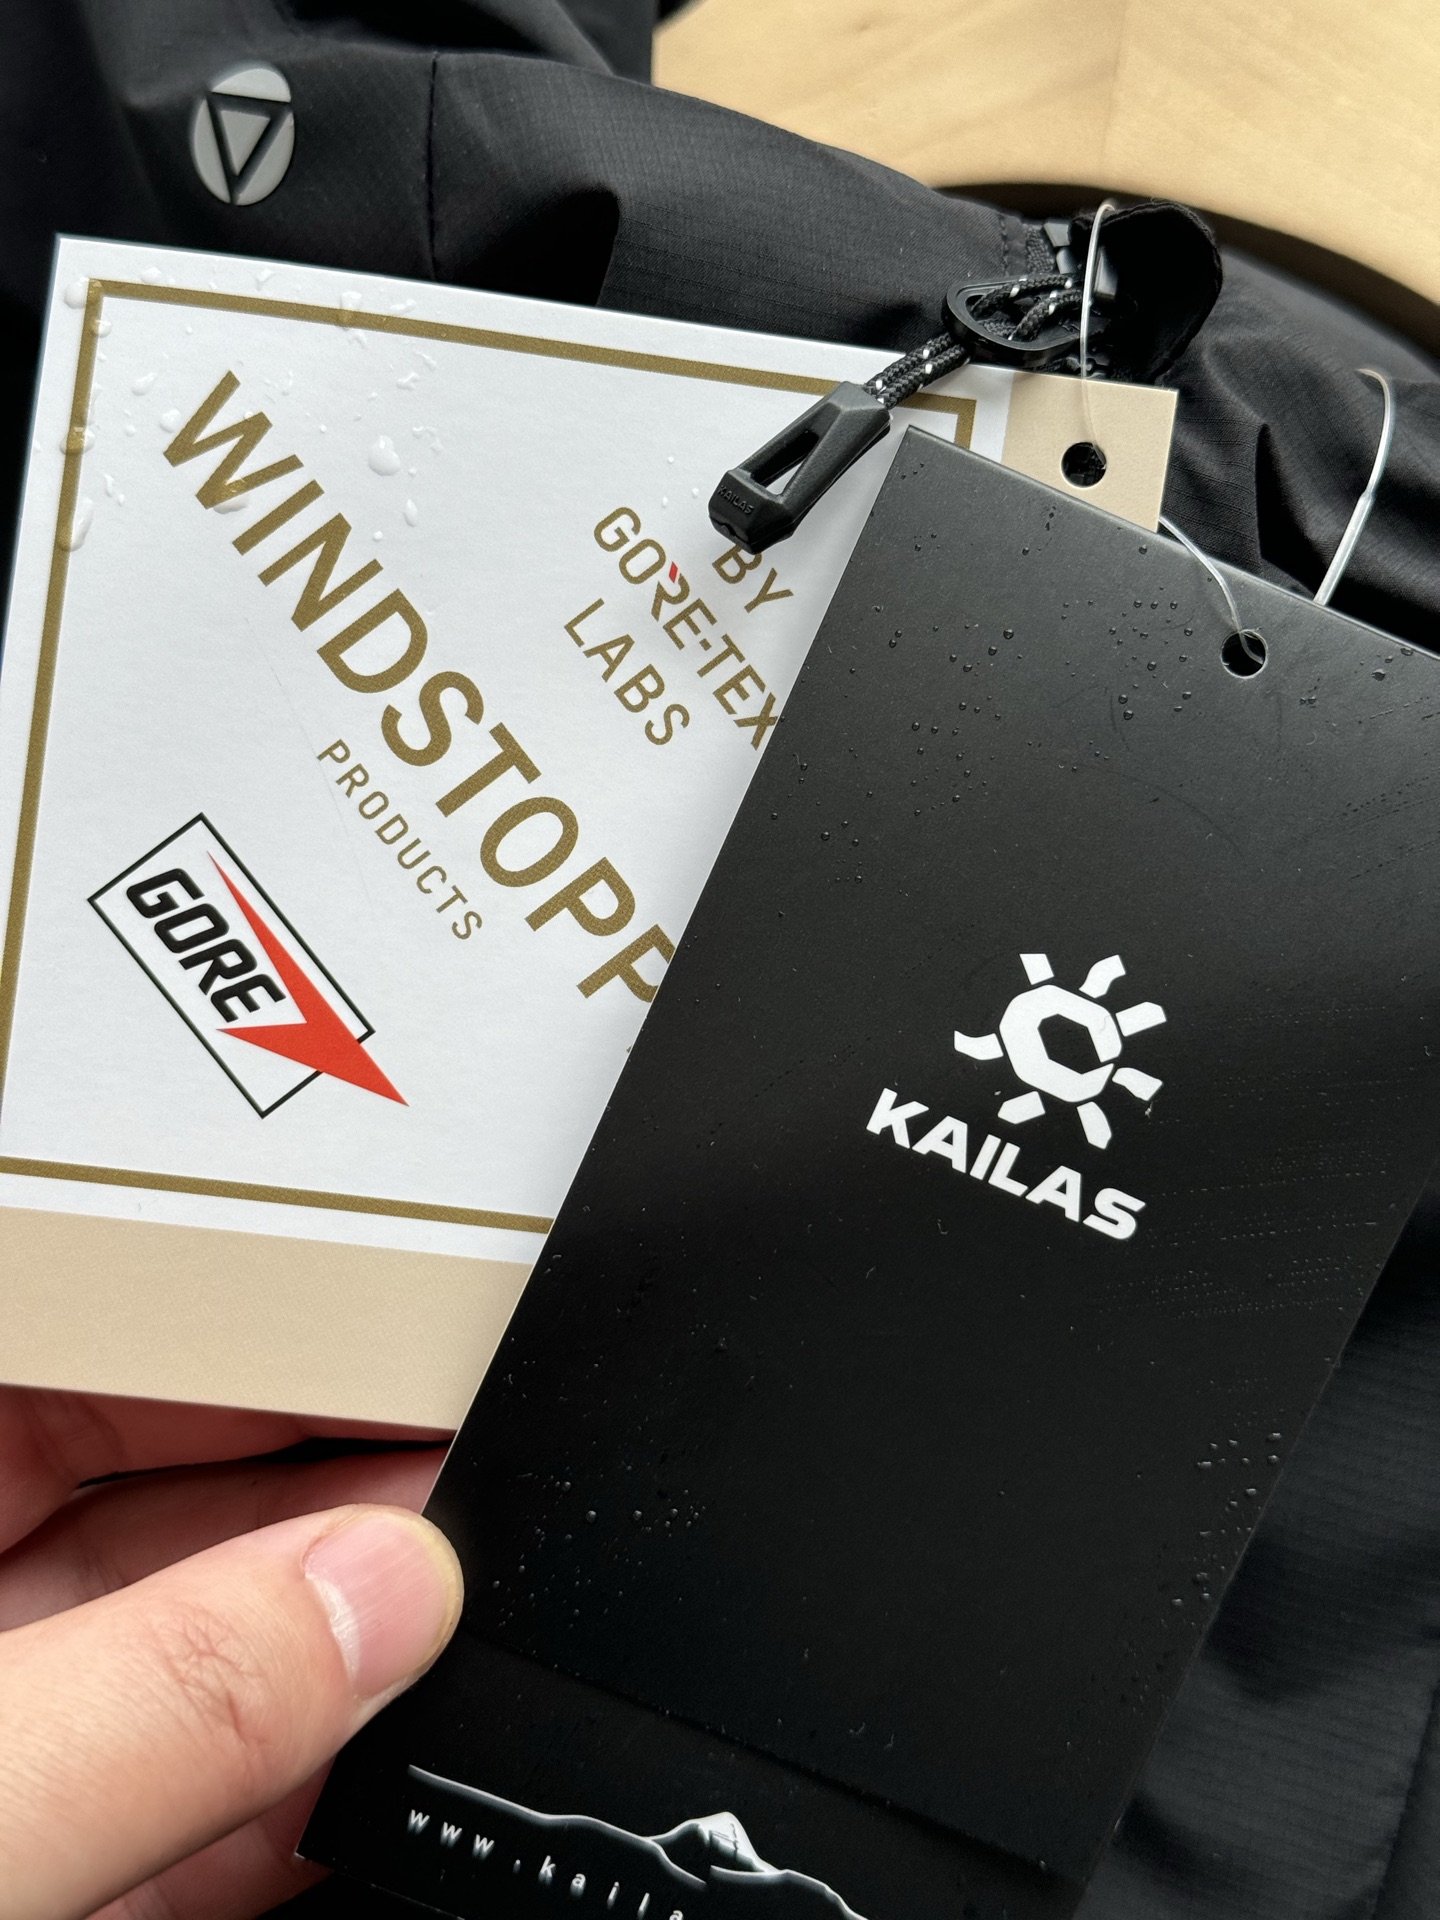 KAILAS
WINDSTOPP
BY
GORE-TEX
LABS
PRODUCTS
GORE
KAILAS
www.kaila